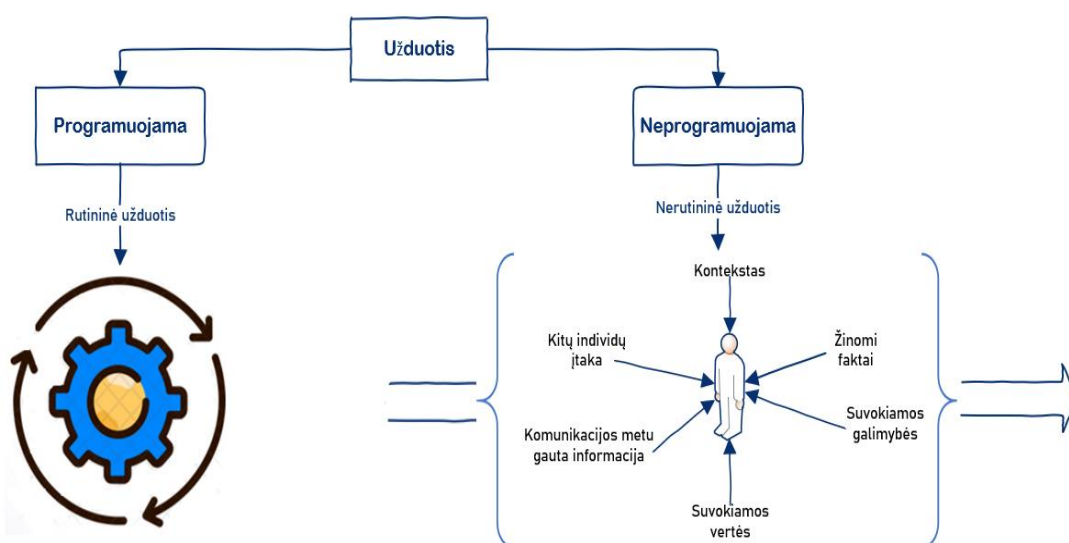 Užduotis
Programuojama
Neprogramuojama
Rutininė užduotis
Nerutininė užduotis
Kontekstas
Kitų individų
įtaka
Žinomi
faktai
Komunikacijos metu
gauta informacija
Suvokiamos
galimybės
Suvokiamos
vertės